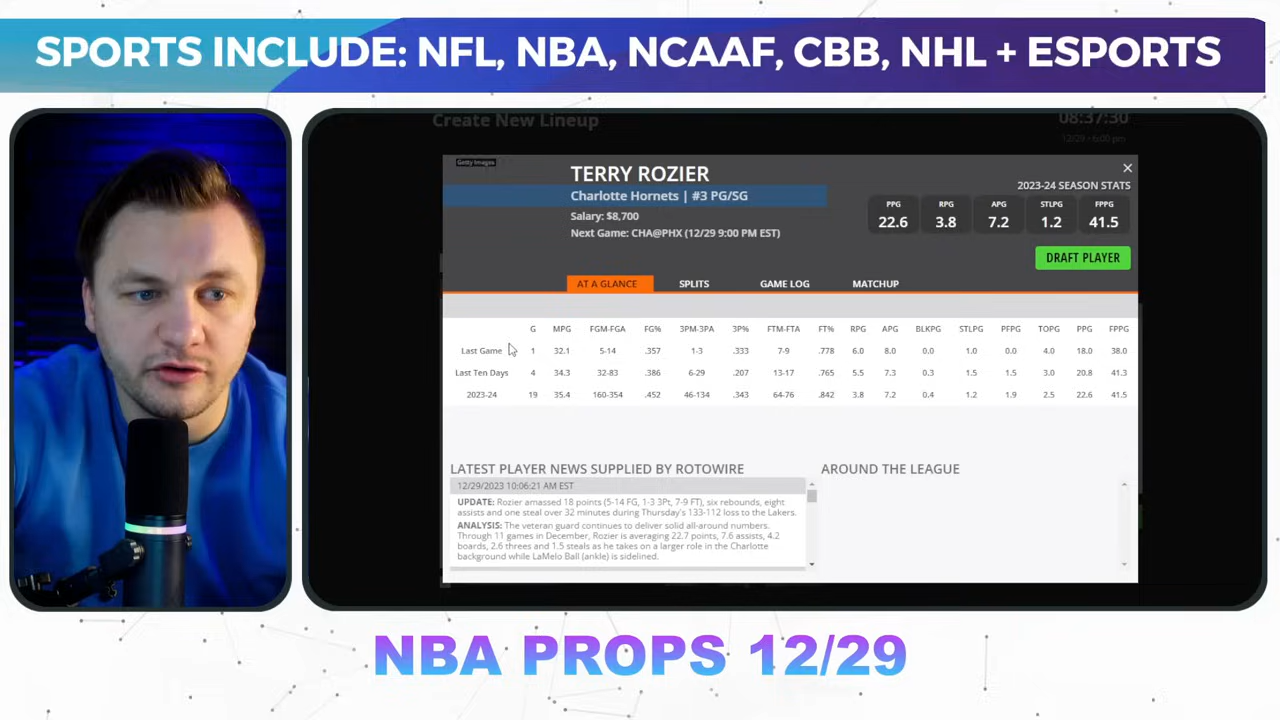 SPORTS INCLUDE: NFL, NBA, NCAAF, CBB, NHL + ESPORTS
Create New Lineup
08:37:30
12/29 - 6:00 pm
Getty Images
TERRY ROZIER
Charlotte Hornets | #3 PG/SG
Salary: $8,700
Next Game: CHA@PHX (12/29 9:00 PM EST)
2023-24 SEASON STATS
PPG RPG APG STLPG FPPG
22.6 3.8 7.2 1.2 41.5
DRAFT PLAYER
AT A GLANCE SPLITS GAME LOG MATCHUP
G MPG FGM-FGA FG% 3PM-3PA 3P% FTM-FTA FT% RPG APG BLKPG STLPG PFPG TOPG PPG FPPG
Last Game 1 32.1 5-14 .357 1-3 .333 7-9 .778 6.0 8.0 0.0 1.0 0.0 4.0 18.0 38.0
Last Ten Days 4 34.3 32-83 .386 6-29 .207 13-17 .765 5.5 7.3 0.3 1.5 1.5 3.0 20.8 41.3
2023-24 19 35.4 160-354 .452 46-134 .343 64-76 .842 3.8 7.2 0.4 1.2 1.9 2.5 22.6 41.5
LATEST PLAYER NEWS SUPPLIED BY ROTOWIRE
12/29/2023 10:06:21 AM EST
UPDATE: Rozier amassed 18 points (5-14 FG, 1-3 3Pt, 7-9 FT), six rebounds, eight
assists and one steal over 32 minutes during Thursday's 133-112 loss to the Lakers.
ANALYSIS: The veteran guard continues to deliver solid all-around numbers.
Through 11 games in December, Rozier is averaging 22.7 points, 7.6 assists, 4.2
boards, 2.6 threes and 1.5 steals as he takes on a larger role in the Charlotte
background while LaMelo Ball (ankle) is sidelined.
AROUND THE LEAGUE
NBA PROPS 12/29